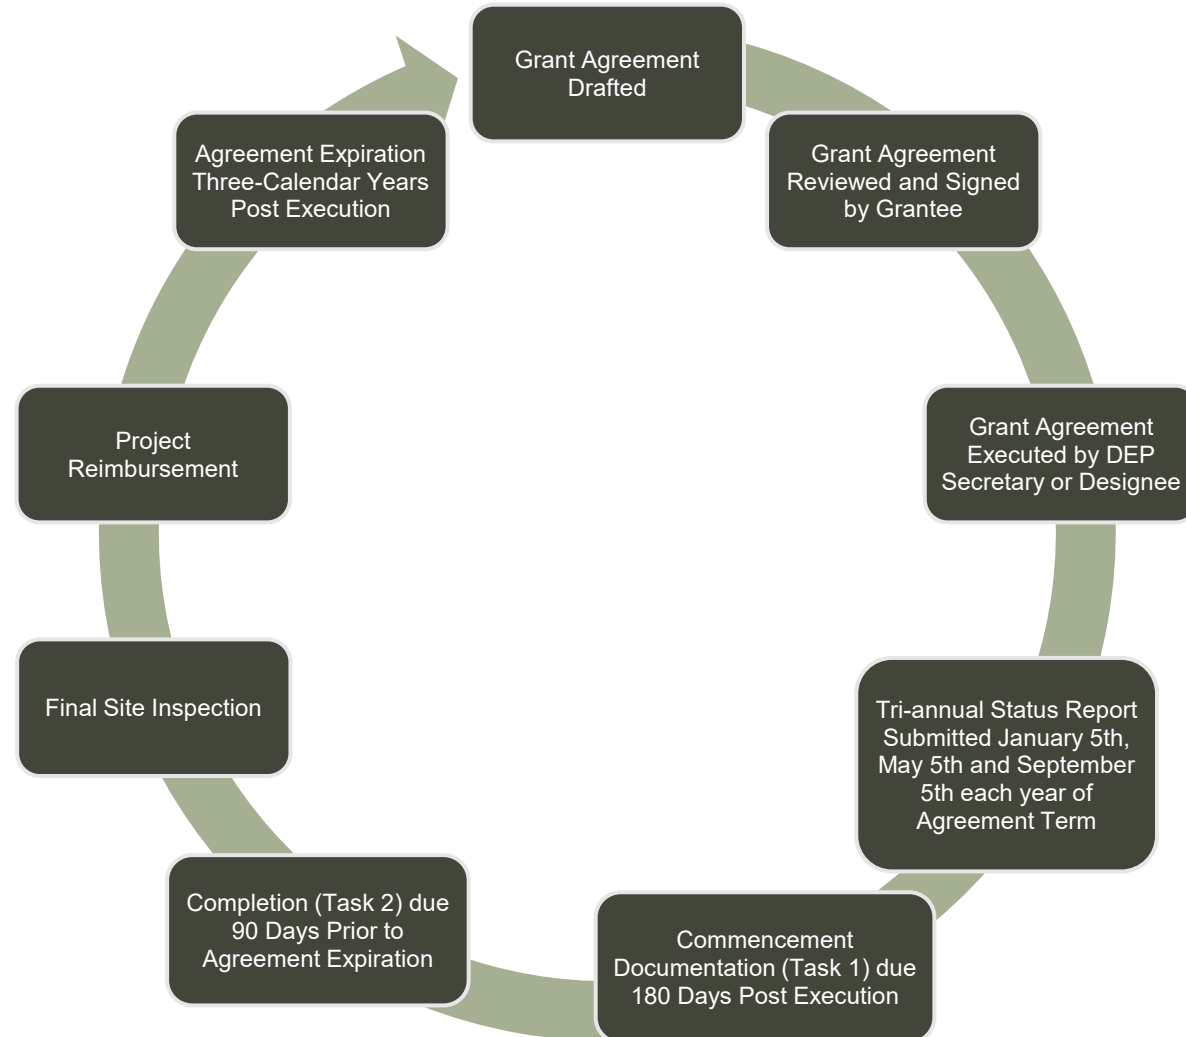 Grant Agreement
Drafted
Grant Agreement
Reviewed and Signed
by Grantee
Grant Agreement
Executed by DEP
Secretary or Designee
Tri-annual Status Report
Submitted January 5th,
May 5th and September
5th each year of
Agreement Term
Commencement
Documentation (Task 1) due
180 Days Post Execution
Completion (Task 2) due
90 Days Prior to
Agreement Expiration
Final Site Inspection
Project
Reimbursement
Agreement Expiration
Three-Calendar Years
Post Execution